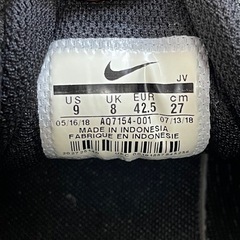 JV
US UK EUR cm
9 8 42.5 27
05/16/18 AQ7154-001 07/13/18
MADE IN INDONESIA
FABRIQUE EN INDONESIE